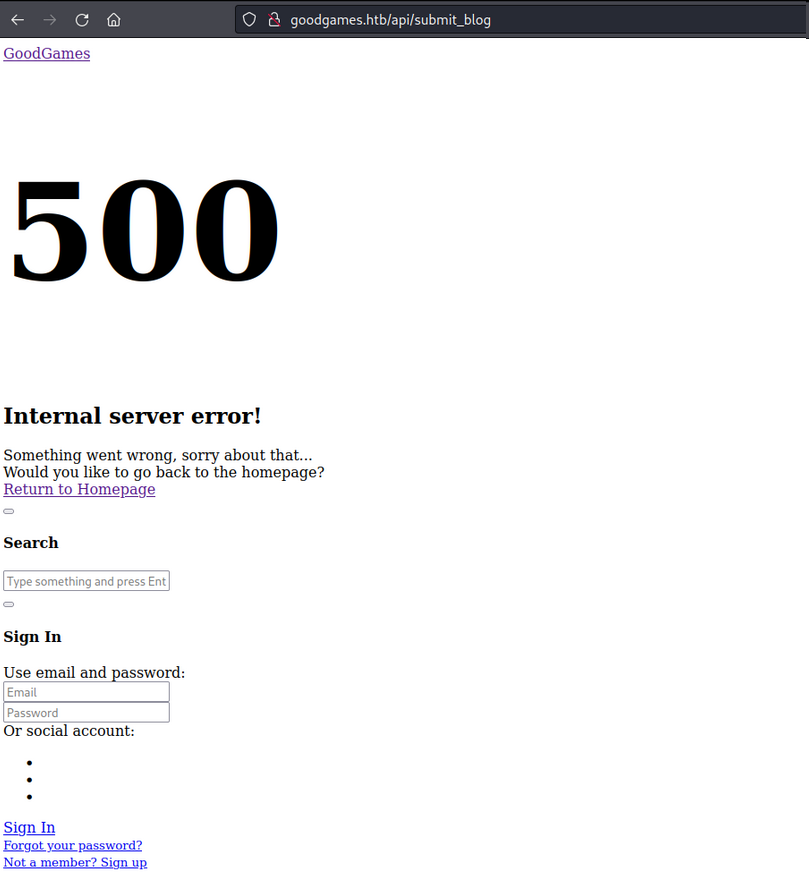 goodgames.htb/api/submit_blog
GoodGames
500
Internal server error!
Something went wrong, sorry about that...
Would you like to go back to the homepage?
Return to Homepage
Search
Type something and press Ent
Sign In
Use email and password:
Email
Password
Or social account:
Sign In
Forgot your password?
Not a member? Sign up